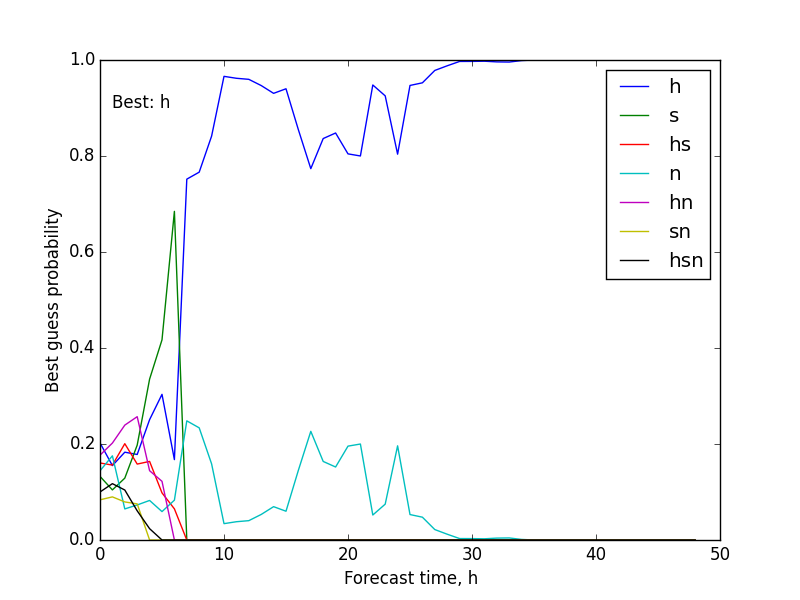 1.0
Best: h
h
s
hs
n
hn
sn
hsn
0.8
0.6
0.4
0.2
0.0
Best guess probability
0 10 20 30 40 50
Forecast time, h